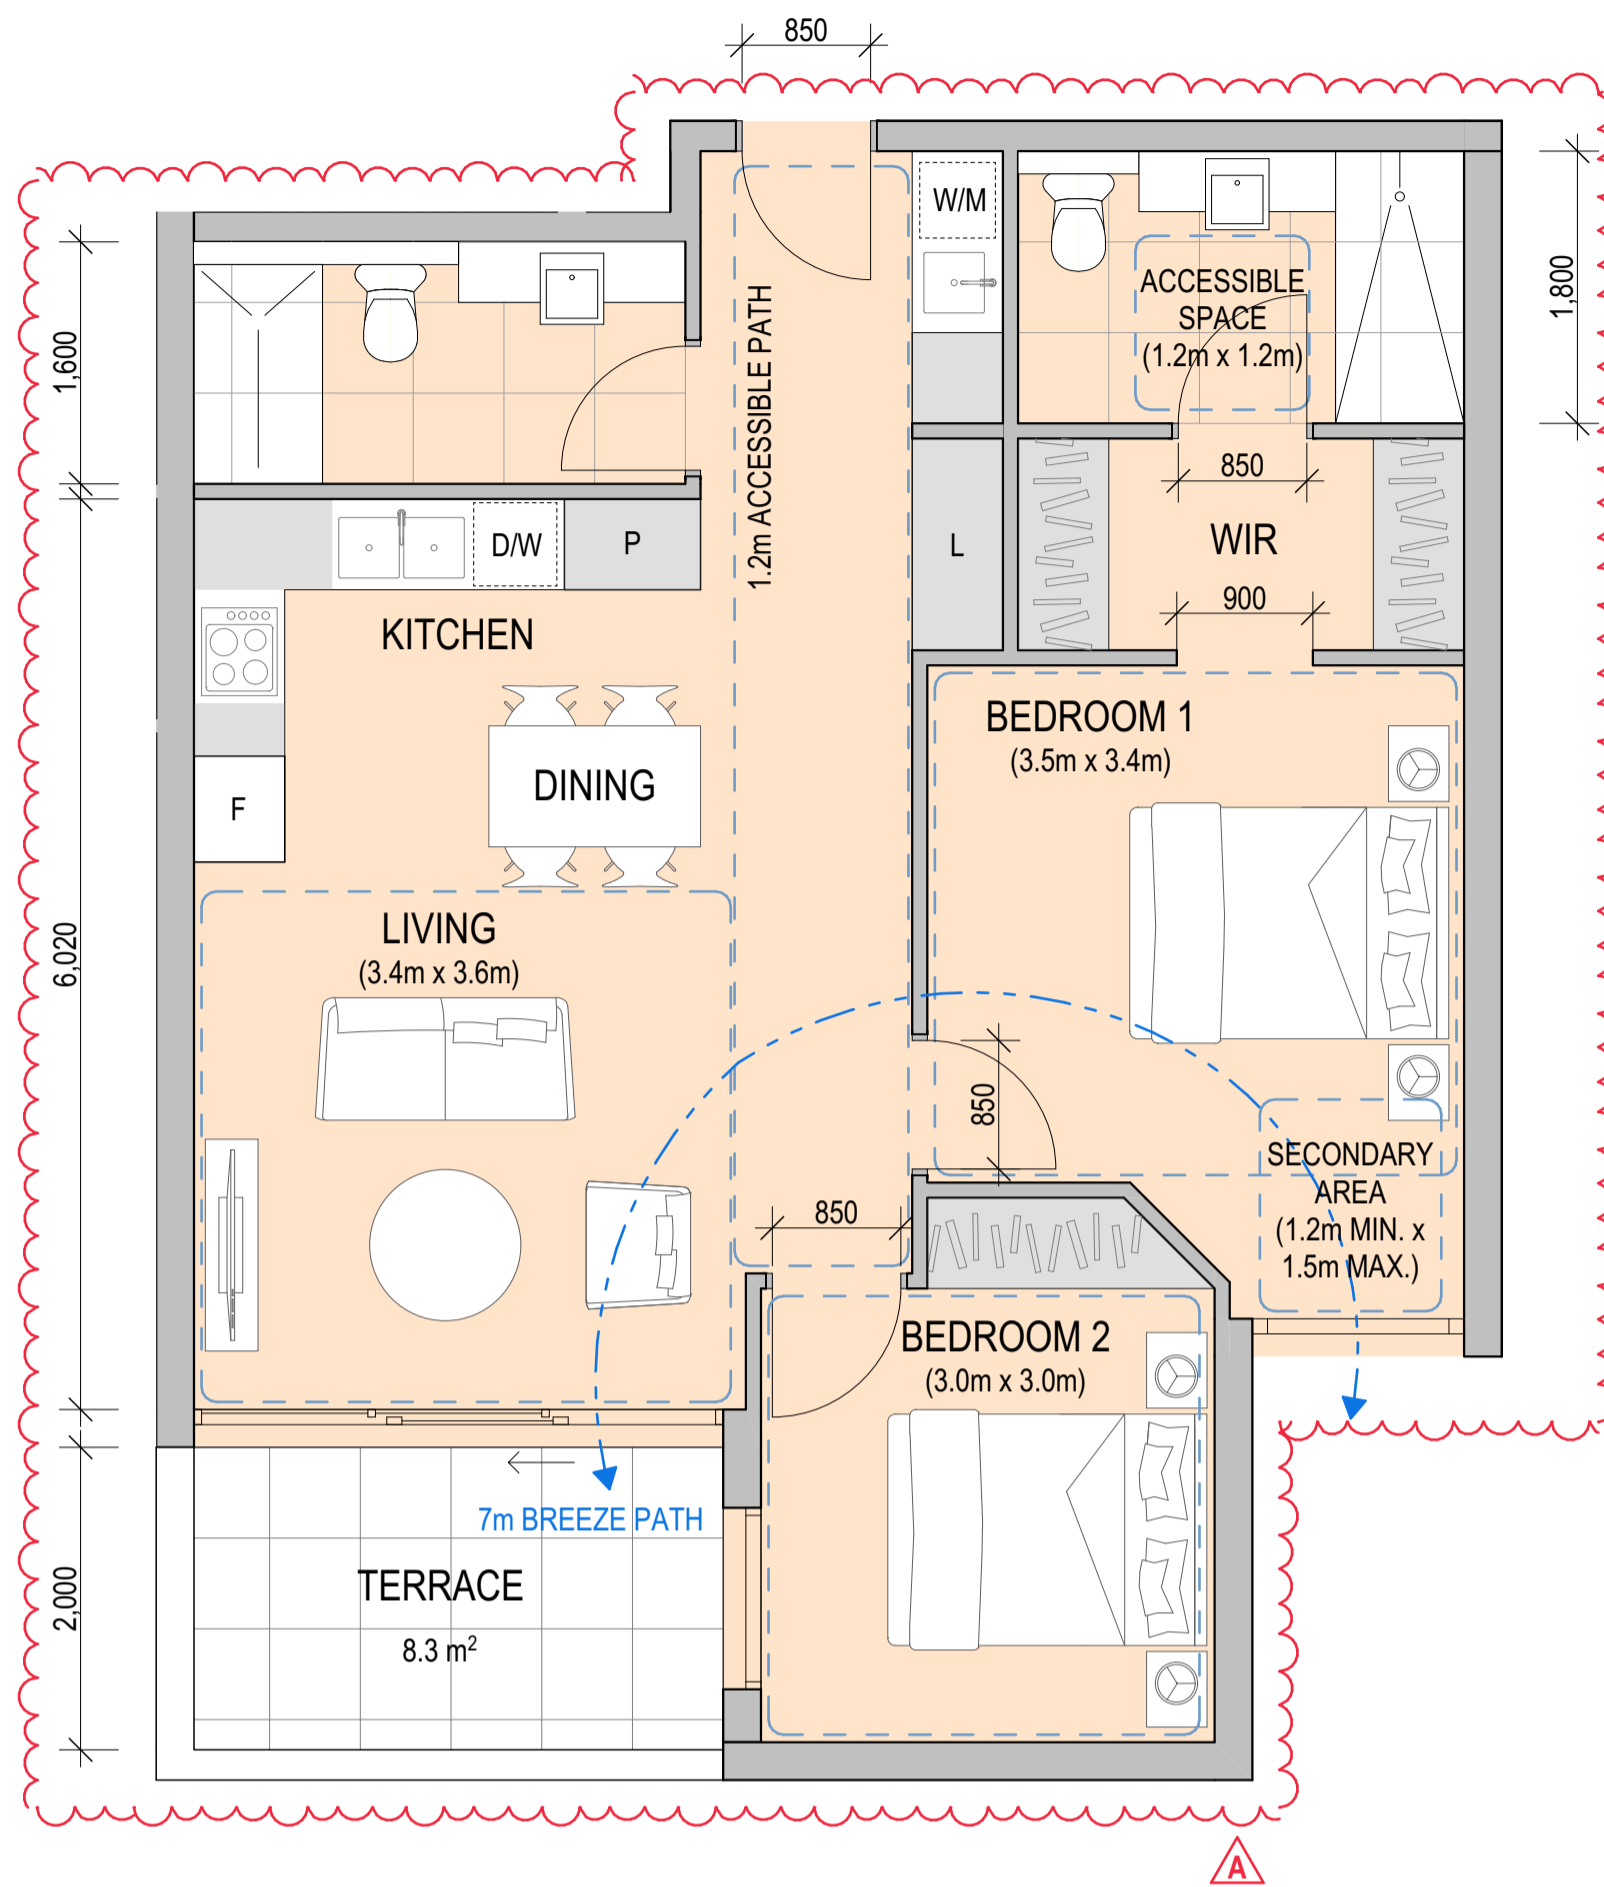 850
W/M
ACCESSIBLE
SPACE
(1.2m x 1.2m)
1,800
1,600
1.2m ACCESSIBLE PATH
850
D/W
P
L
WIR
900
KITCHEN
BEDROOM 1
(3.5m x 3.4m)
DINING
F
LIVING
(3.4m x 3.6m)
6,020
850
SECONDARY
AREA
(1.2m MIN. x
1.5m MAX.)
850
BEDROOM 2
(3.0m x 3.0m)
7m BREEZE PATH
TERRACE
8.3 m²
2,000
A